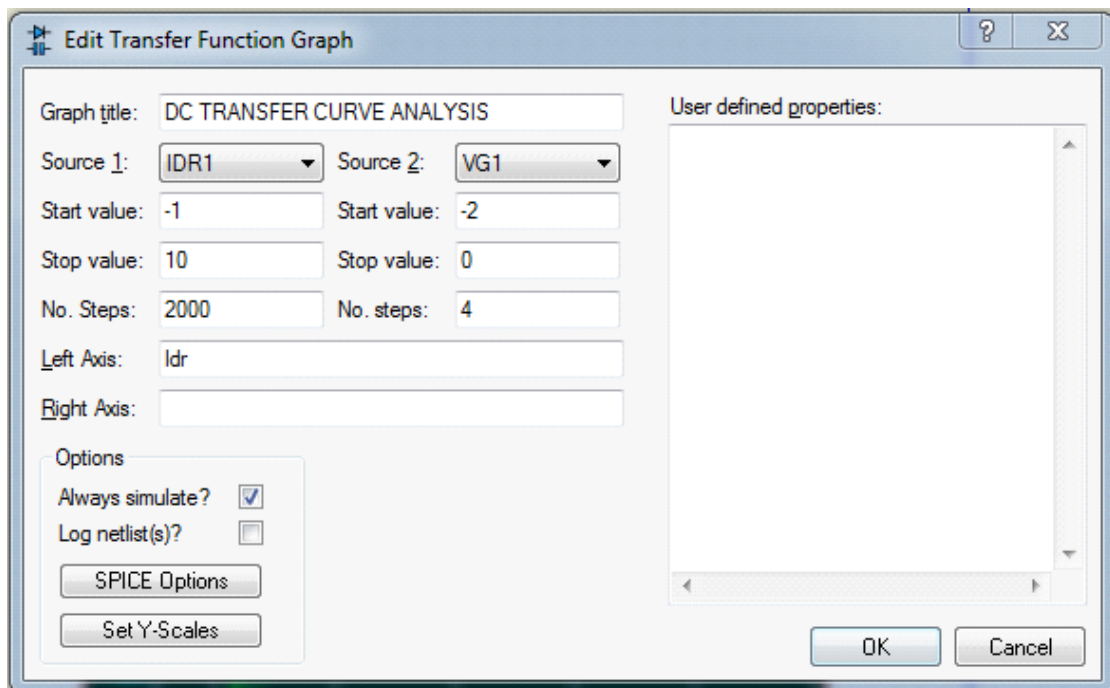 Edit Transfer Function Graph
Graph title: DC TRANSFER CURVE ANALYSIS
Source 1: IDR1 Source 2: VG1
Start value: -1 Start value: -2
Stop value: 10 Stop value: 0
No. Steps: 2000 No. steps: 4
Left Axis: Idr
Right Axis:
Options
Always simulate?
Log netlist(s)?
SPICE Options
Set Y-Scales
User defined properties:
OK Cancel